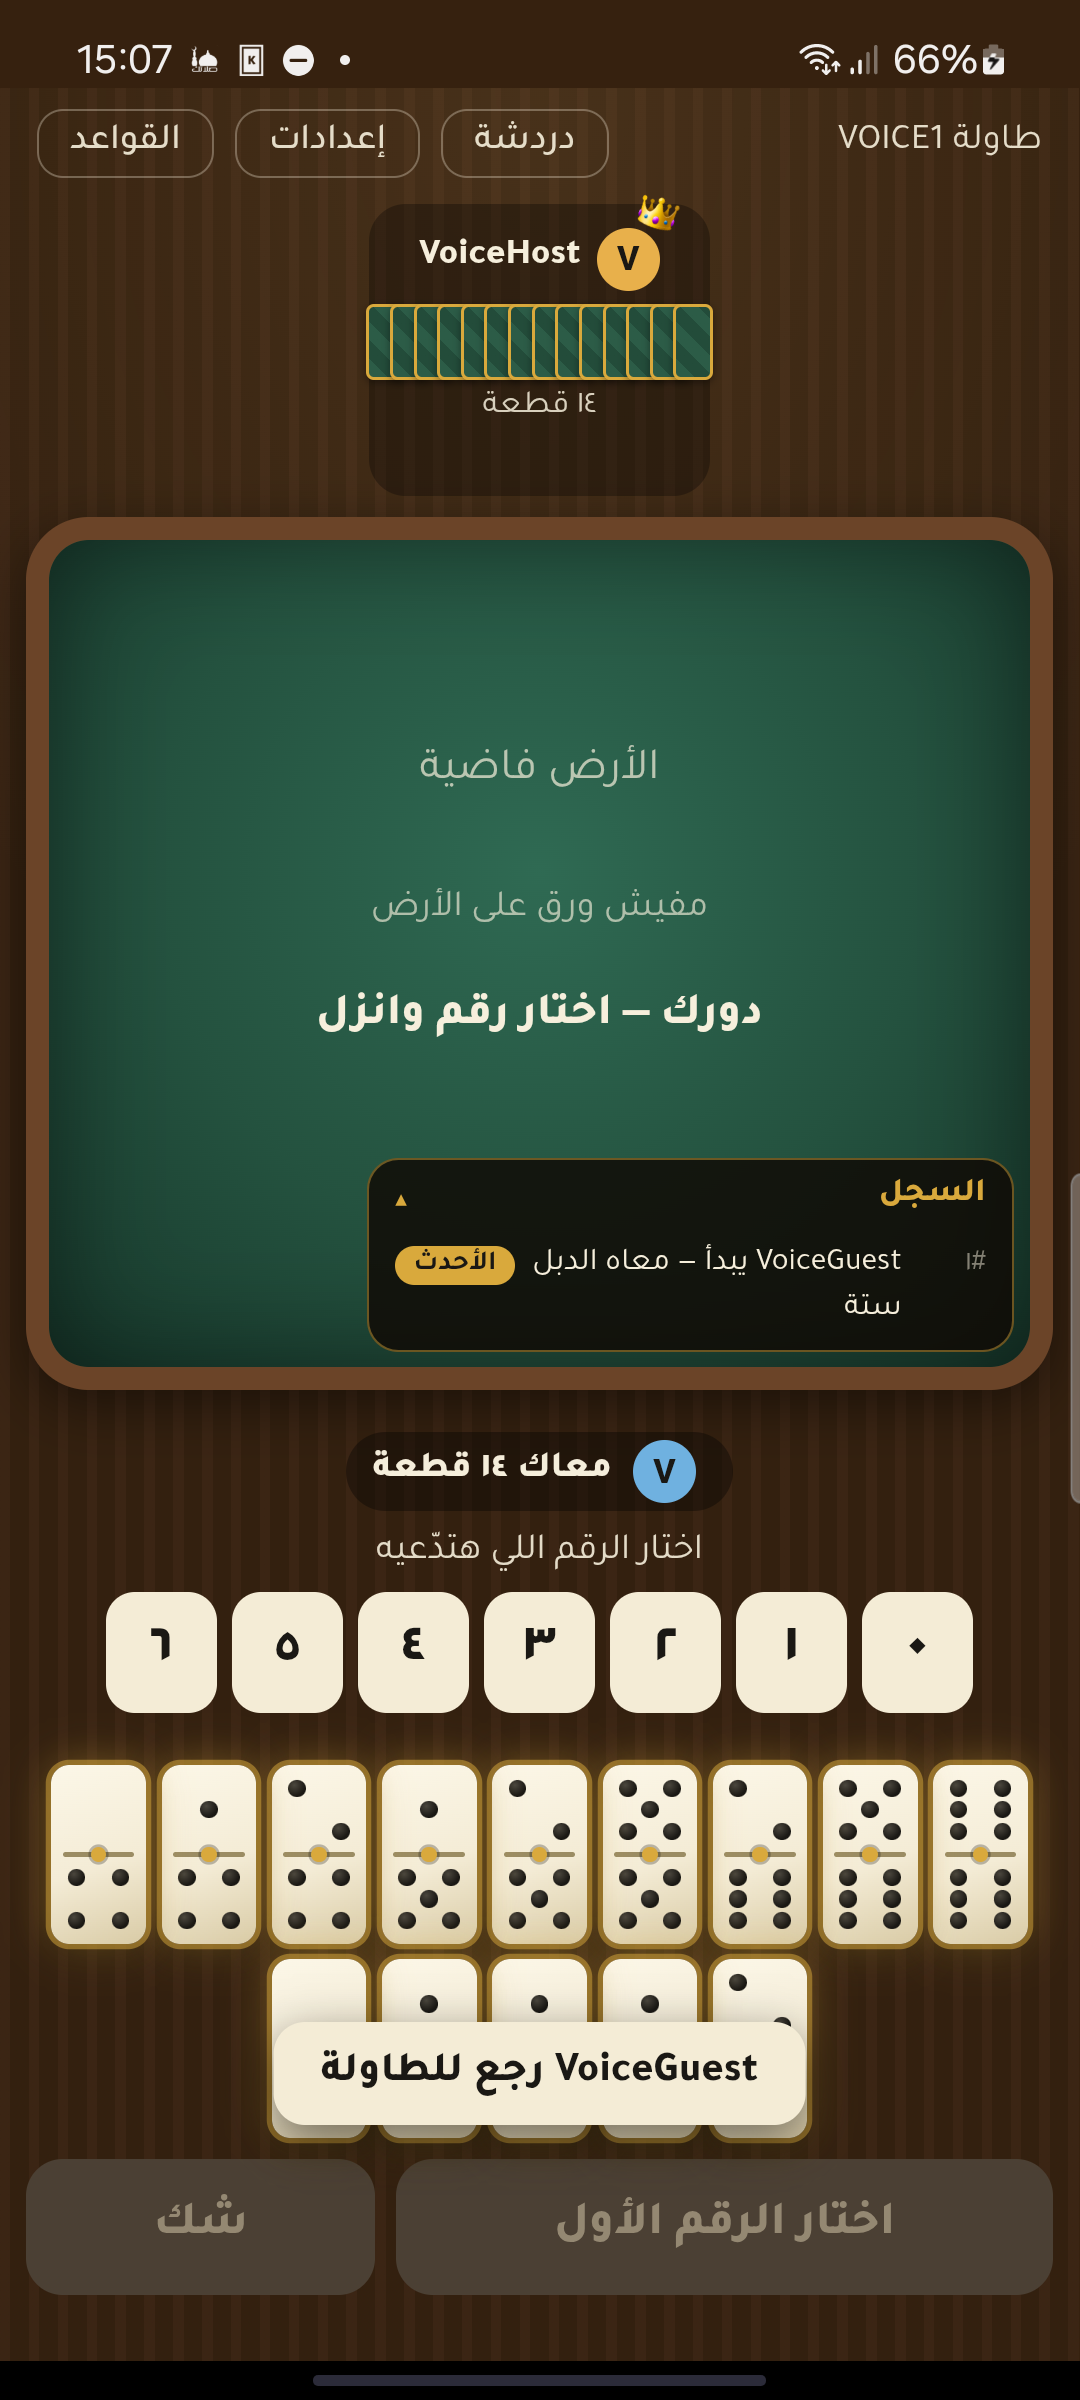 15:07
66%
طاولة VOICE1
دردشة
إعدادات
القواعد
V
VoiceHost
١٤ قطعة
الأرض فاضية
مفيش ورق على الأرض
دورك – اختار رقم وانزل
السجل
#١ VoiceGuest يبدأ – معاه الدبل الأحدث
ستة
V
معاك ١٤ قطعة
اختار الرقم اللي هتدّعيه
٠ ١ ٢ ٣ ٤ ٥ ٦
VoiceGuest رجع للطاولة
اختار الرقم الأول
شك